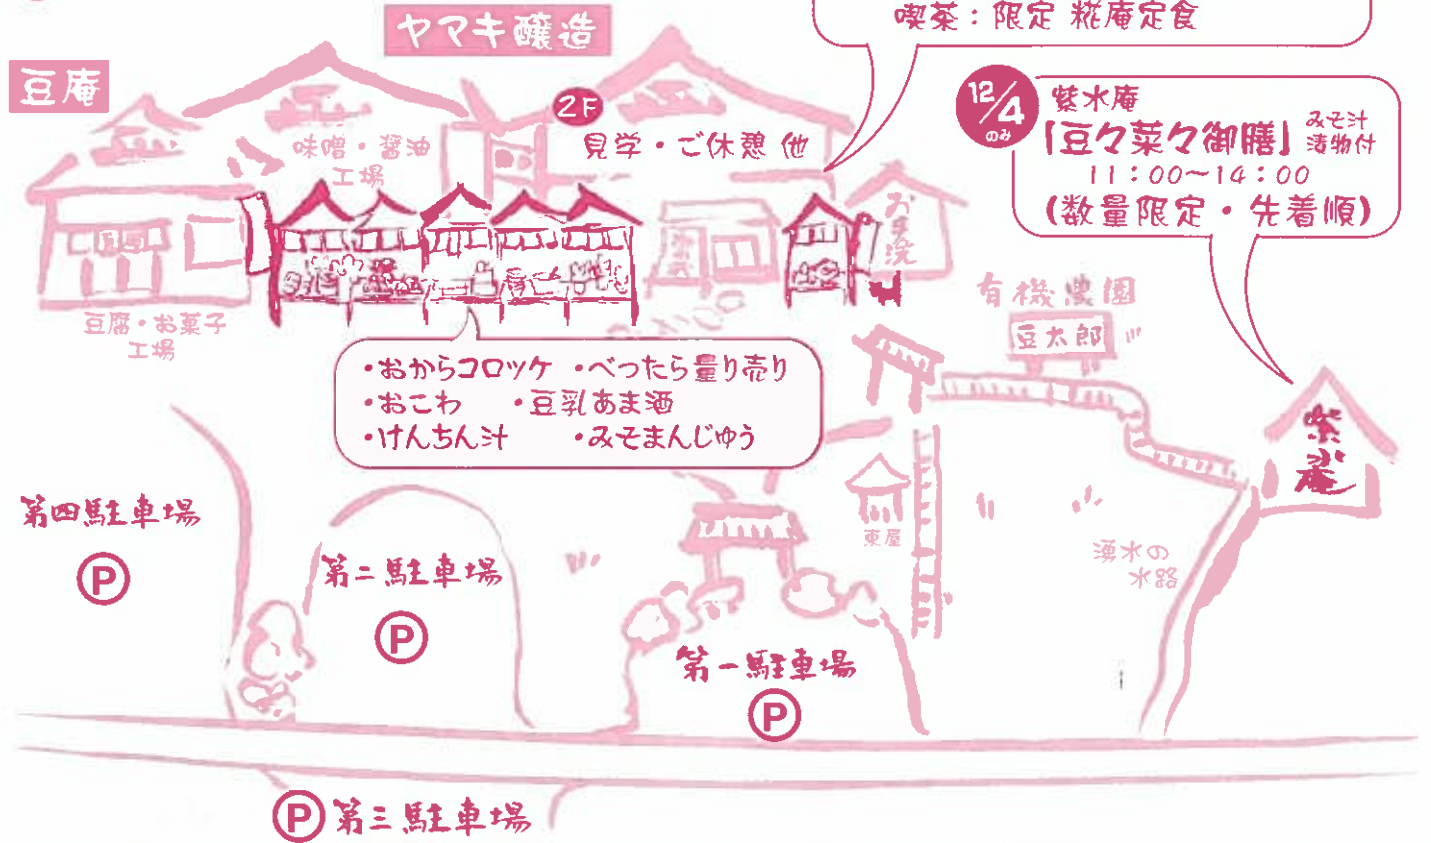 喫茶：限定 糀庵定食
ヤマキ醸造
豆庵
2F
見学・ご休憩 他
味噌・醤油
工場
12/4
のみ
紫水庵
「豆々菜々御膳」
みそ汁
漬物付
11：00〜14：00
(数量限定・先着順)
豆腐・お菓子
工場
・おからコロッケ ・べったら量り売り
・おこわ ・豆乳あま酒
・けんちん汁 ・みそまんじゅう
有機農園
豆太郎
紫水庵
東屋
湧水の
水路
第四駐車場
P
第二駐車場
P
第一駐車場
P
P 第三駐車場